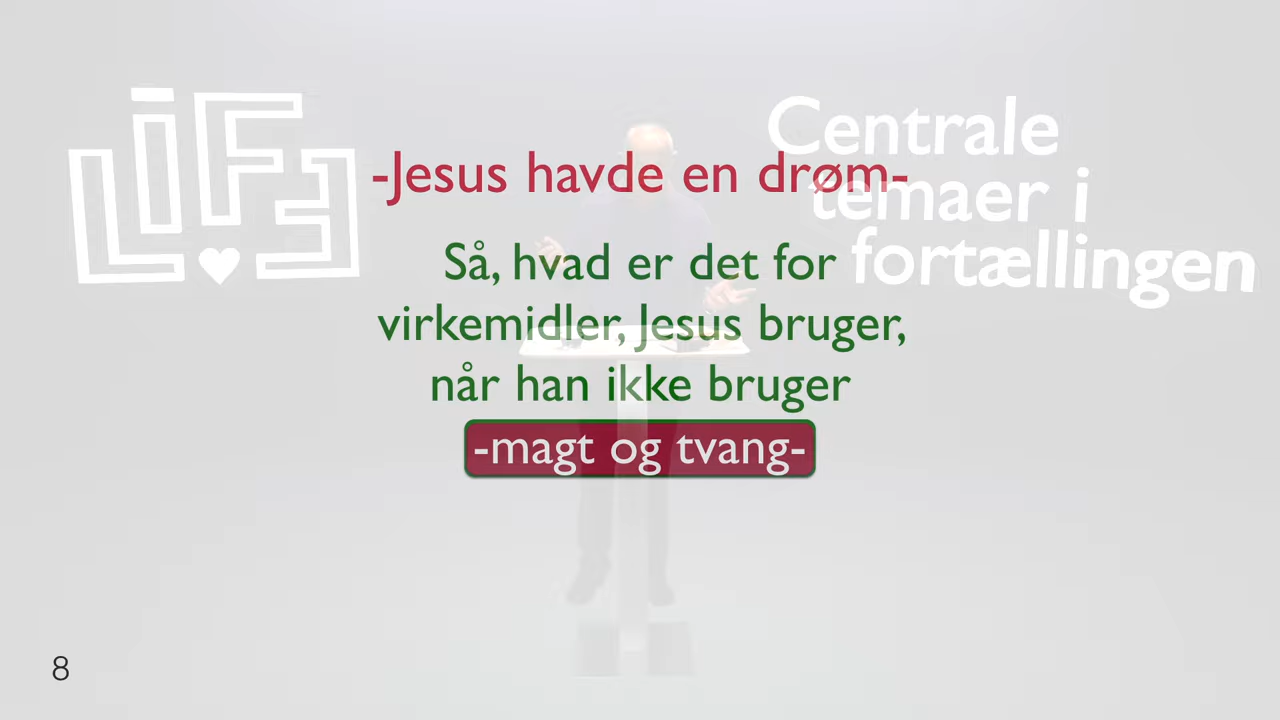 LiFE
Centrale
temaer i
fortællingen
-Jesus havde en drøm-
Så, hvad er det for
virkemidler, Jesus bruger,
når han ikke bruger
-magt og tvang-
8